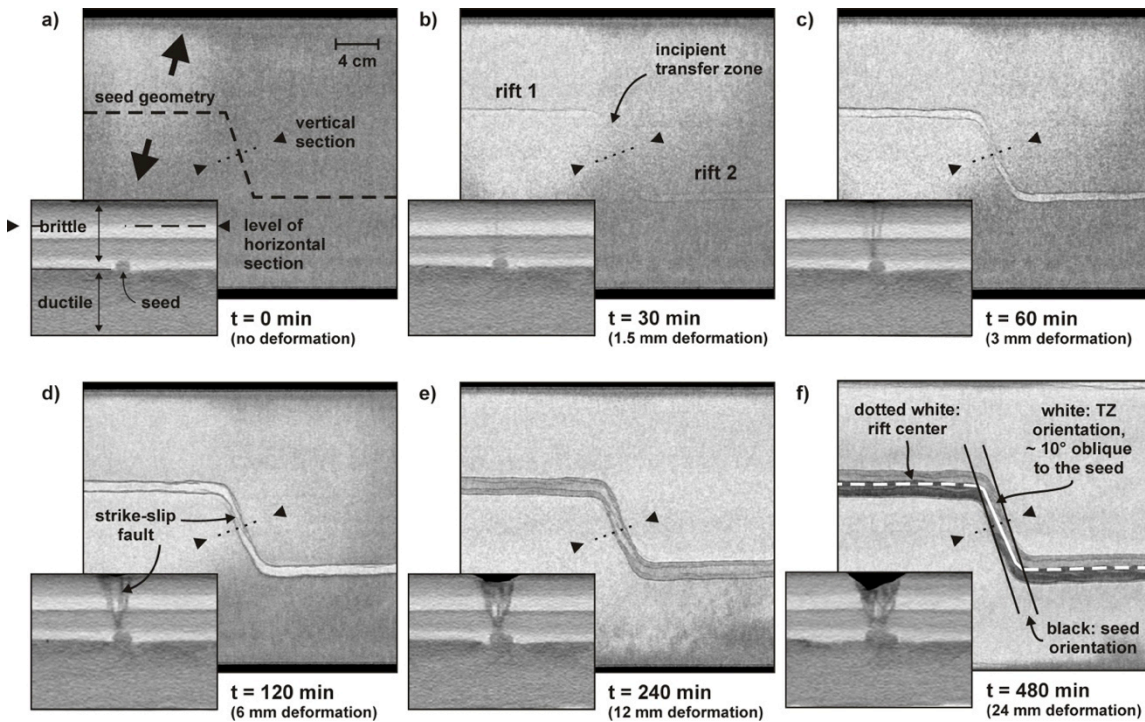 a)
4 cm
seed geometry
vertical
section
brittle
level of
horizontal
section
ductile
seed
t = 0 min
(no deformation)
b)
incipient
transfer zone
rift 1
rift 2
t = 30 min
(1.5 mm deformation)
c)
t = 60 min
(3 mm deformation)
d)
strike-slip
fault
t = 120 min
(6 mm deformation)
e)
t = 240 min
(12 mm deformation)
f)
dotted white:
rift center
white: TZ
orientation,
~ 10° oblique
to the seed
black: seed
orientation
t = 480 min
(24 mm deformation)